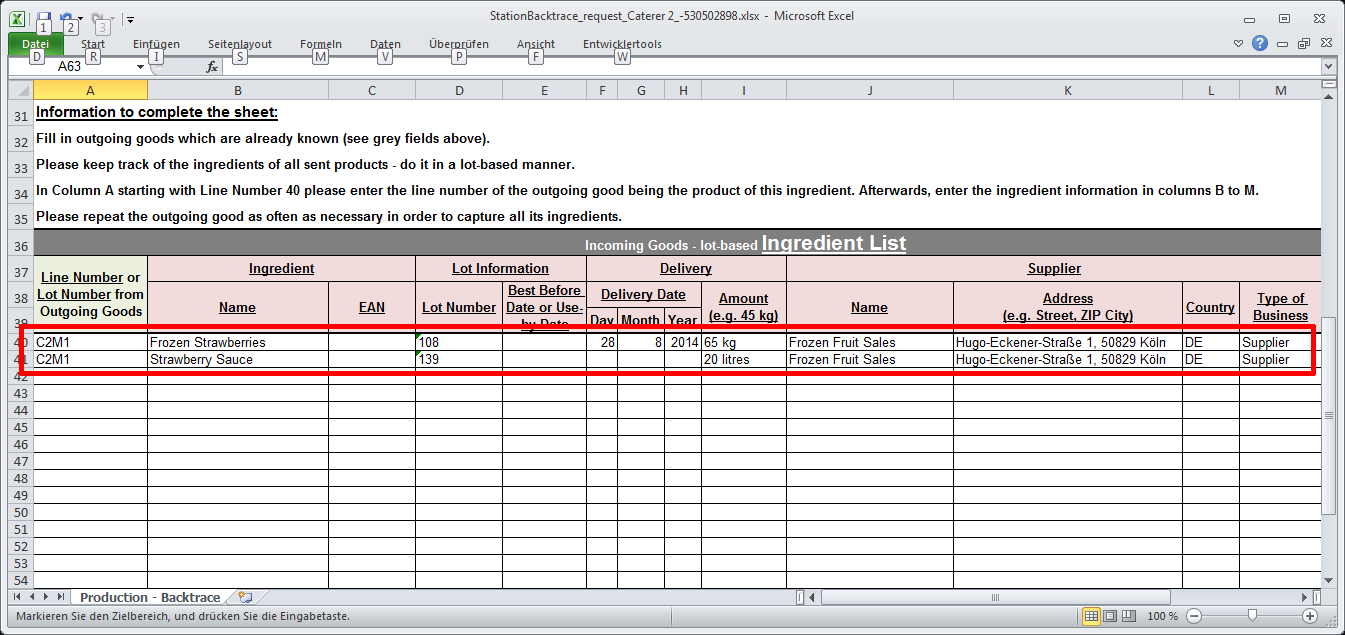 StationBacktrace_request_Caterer 2_-530502898.xlsx - Microsoft Excel
1 2 3
Datei Start Einfügen Seitenlayout Formeln Daten Überprüfen Ansicht Entwicklertools
D R I S M V P F W
A63 fx
A B C D E F G H I J K L M
31 Information to complete the sheet:
32 Fill in outgoing goods which are already known (see grey fields above).
33 Please keep track of the ingredients of all sent products - do it in a lot-based manner.
34 In Column A starting with Line Number 40 please enter the line number of the outgoing good being the product of this ingredient. Afterwards, enter the ingredient information in columns B to M.
35 Please repeat the outgoing good as often as necessary in order to capture all its ingredients.
36 Incoming Goods - lot-based Ingredient List
37 Line Number or Ingredient Lot Information Delivery Supplier
38 Lot Number from Name EAN Lot Number Best Before Delivery Date Amount Name Address Country Type of
Outgoing Goods Date or Use- (e.g. 45 kg) (e.g. Street, ZIP City) Business
39 by Date Day Month Year
40 C2M1 Frozen Strawberries 108 28 8 2014 65 kg Frozen Fruit Sales Hugo-Eckener-Straße 1, 50829 Köln DE Supplier
41 C2M1 Strawberry Sauce 139 20 litres Frozen Fruit Sales Hugo-Eckener-Straße 1, 50829 Köln DE Supplier
42
43
44
45
46
47
48
49
50
51
52
53
54
Production - Backtrace
Markieren Sie den Zielbereich, und drücken Sie die Eingabetaste. 100 %